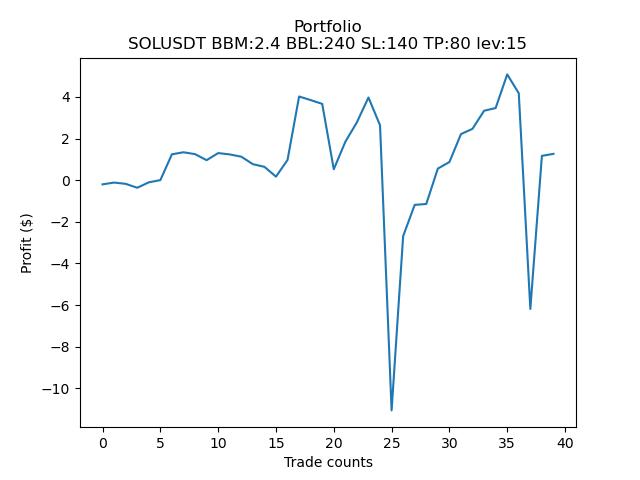 Portfolio
SOLUSDT BBM:2.4 BBL:240 SL:140 TP:80 lev:15
4
2
0
−2
−4
−6
−8
−10
Profit ($)
0 5 10 15 20 25 30 35 40
Trade counts